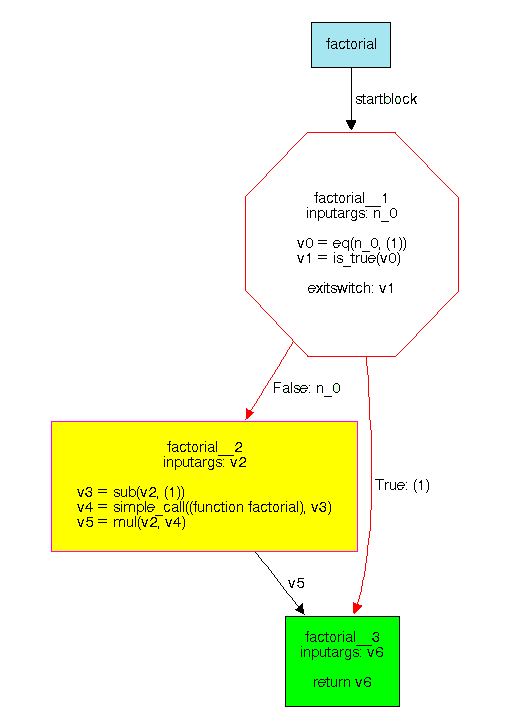 factorial
startblock
factorial__1
inputargs: n_0
v0 = eq(n_0, (1))
v1 = is_true(v0)
exitswitch: v1
False: n_0
factorial__2
inputargs: v2
v3 = sub(v2, (1))
v4 = simple_call((function factorial), v3)
v5 = mul(v2, v4)
True: (1)
v5
factorial__3
inputargs: v6
return v6